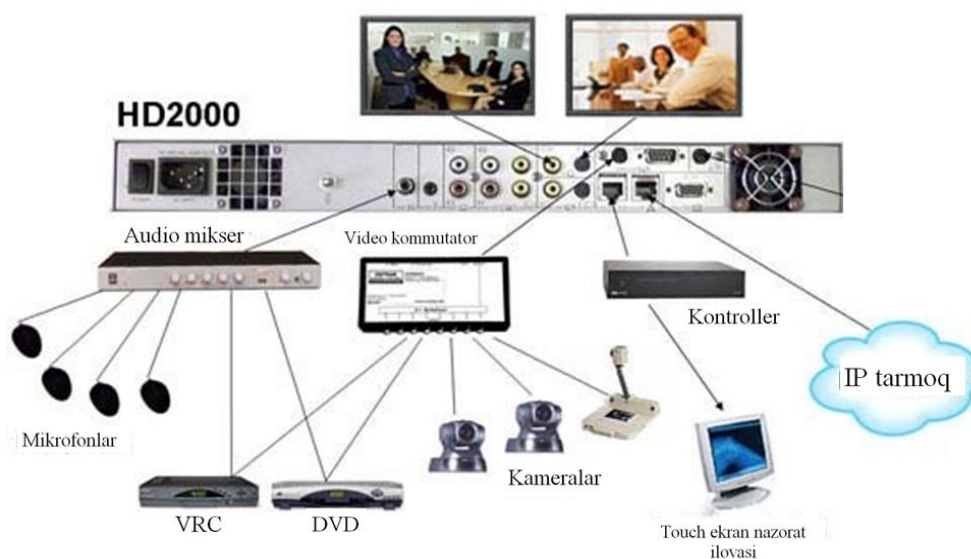 HD2000
Audio mikser
Video kommutator
Kontroller
IP tarmoq
Mikrofonlar
Kameralar
VRC
DVD
Touch ekran nazorat
ilovasi